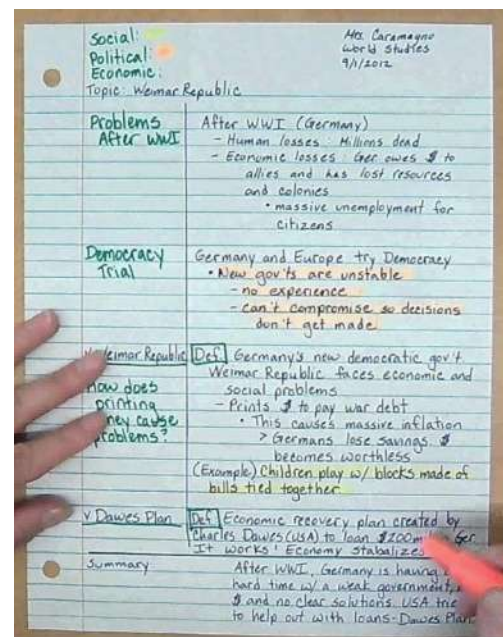 Social:
Political:
Economic:
Mrs. Caramagno
World Studies
9/1/2012
Topic: Weimar Republic
Problems
After WWI
After WWI (Germany)
- Human losses: Millions dead
- Economic losses: Ger owes $ to
allies and has lost resources
and colonies
• massive unemployment for
citizens
Democracy
Trial
Germany and Europe try Democracy
• New gov'ts are unstable
- no experience
- can't compromise so decisions
don't get made
Weimar Republic
How does
printing
problems?
Def: Germany's new democratic gov't
Weimar Republic faces economic and
social problems
- Prints $ to pay war debt
• This causes massive inflation
> Germans lose savings. $
becomes worthless
(Example) Children play w/ blocks made of
bills tied together
v Dawes Plan
Def: Economic recovery plan created by
Charles Dawes (USA) to loan $200 Ger.
It works! Economy stabalizes
Summary
After WWI, Germany is having
hard time w/ a weak government,
$ and no clear solutions. USA
to help out with loans - Dawes Plan